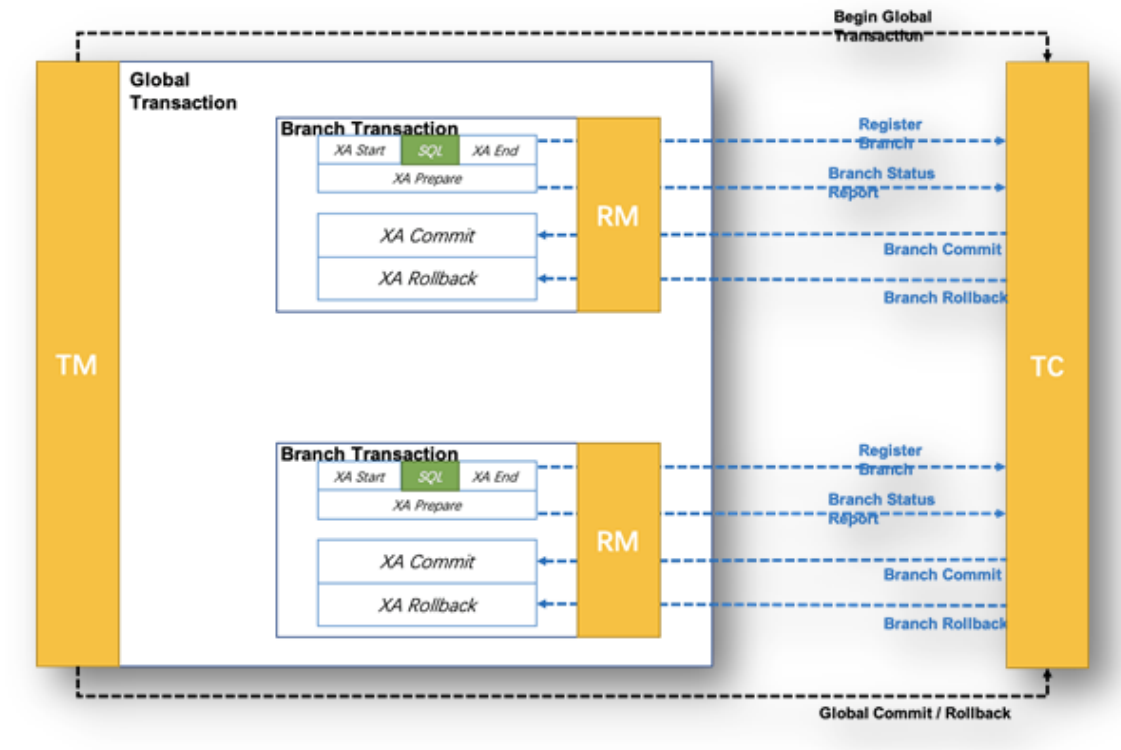 Begin Global
Transaction
Global
Transaction
Branch Transaction
XA Start SQL XA End
XA Prepare
XA Commit
XA Rollback
RM
Register
Branch
Branch Status
Report
Branch Commit
Branch Rollback
TM
TC
Branch Transaction
XA Start SQL XA End
XA Prepare
XA Commit
XA Rollback
RM
Register
Branch
Branch Status
Report
Branch Commit
Branch Rollback
Global Commit / Rollback